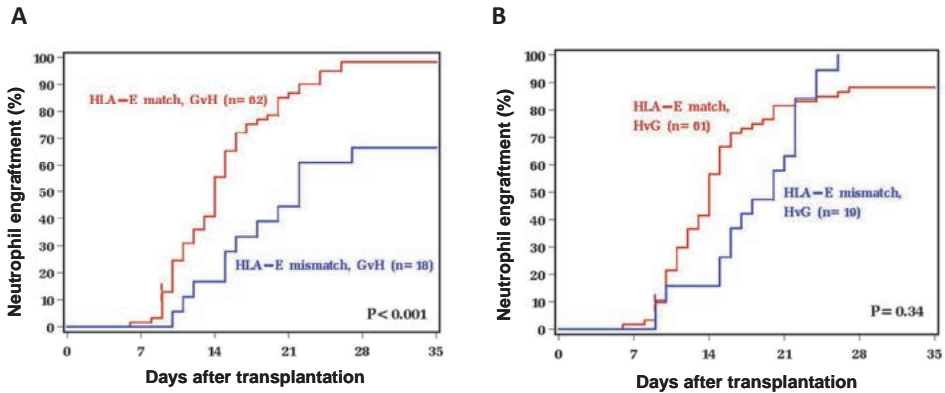 A
Neutrophil engraftment (%)
100
90
80
70
60
50
40
30
20
10
0
HLA−E match, GvH (n= 62)
HLA−E mismatch, GvH (n= 18)
P< 0.001
0 7 14 21 28 35
Days after transplantation
B
Neutrophil engraftment (%)
100
90
80
70
60
50
40
30
20
10
0
HLA−E match,
HvG (n= 61)
HLA−E mismatch,
HvG (n= 19)
P= 0.34
0 7 14 21 28 35
Days after transplantation